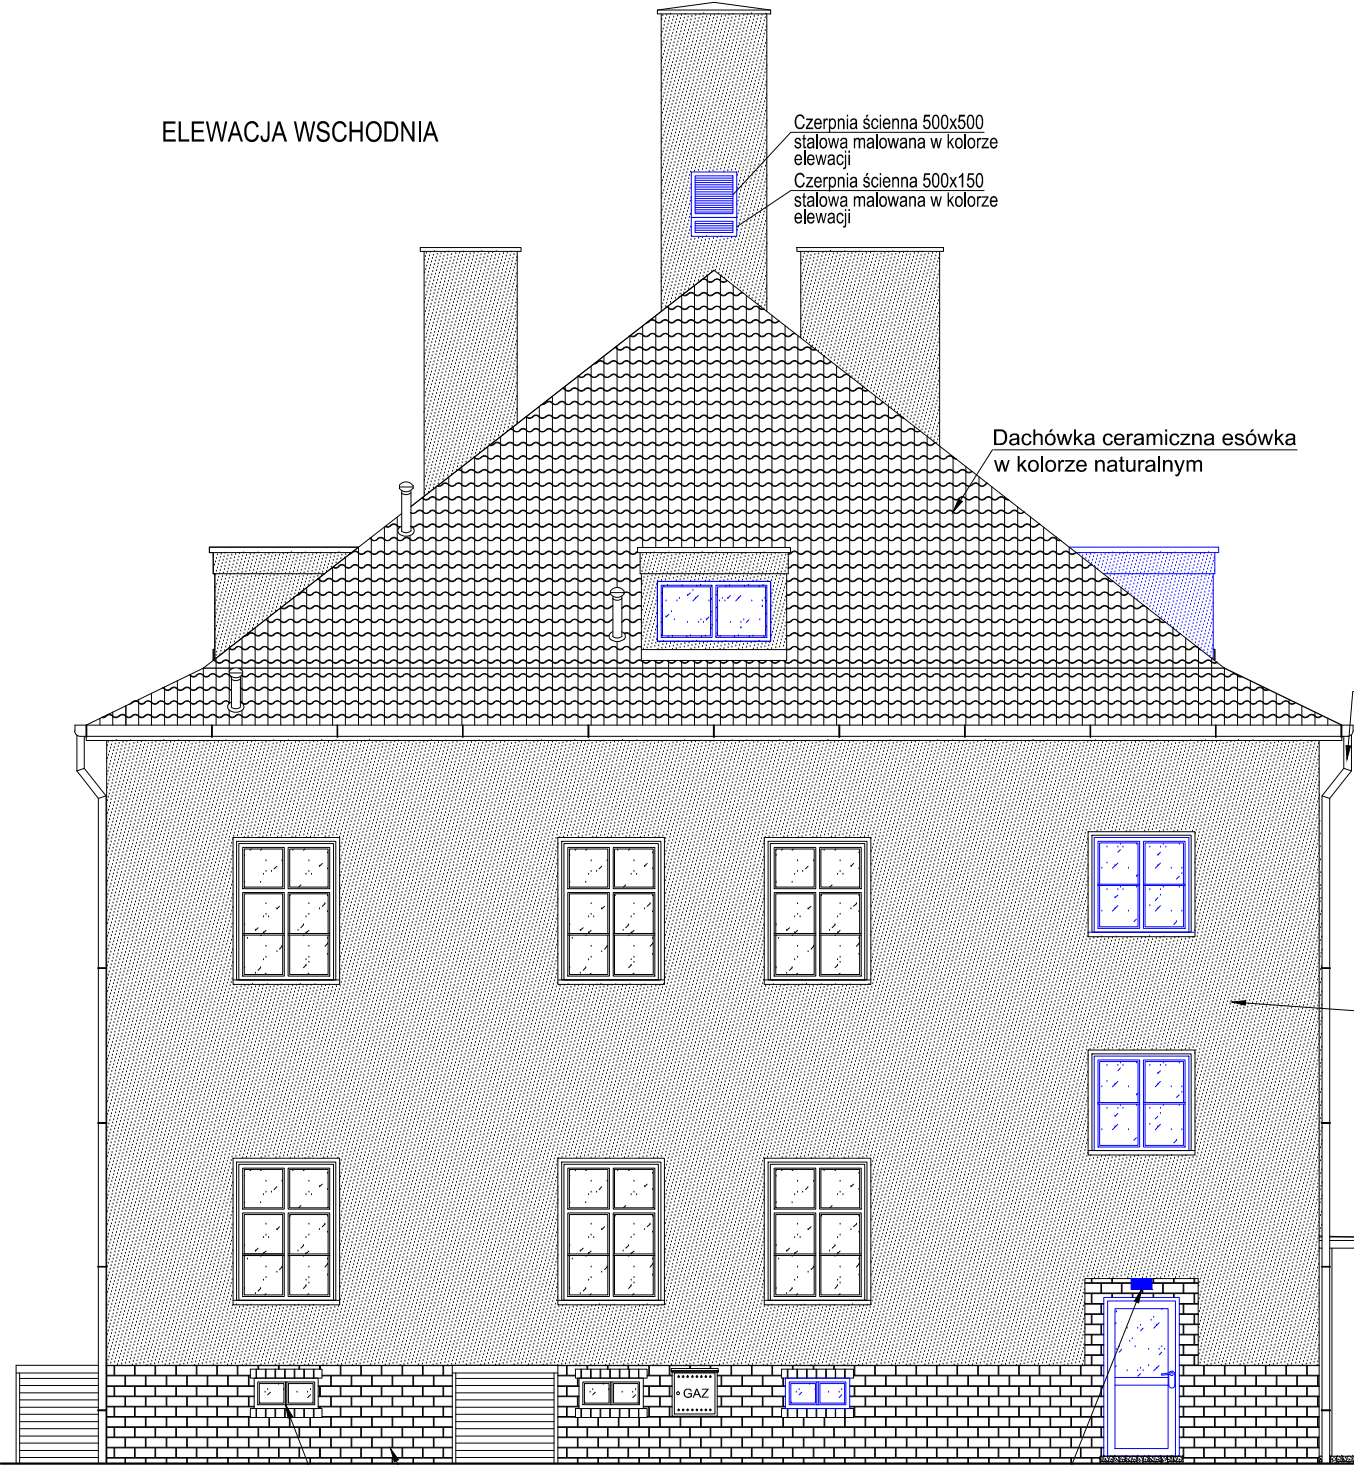 ELEWACJA WSCHODNIA
Czerpnia ścienna 500x500
stalowa malowana w kolorze
elewacji
Czerpnia ścienna 500x150
stalowa malowana w kolorze
elewacji
Dachówka ceramiczna esówka
w kolorze naturalnym
GAZ